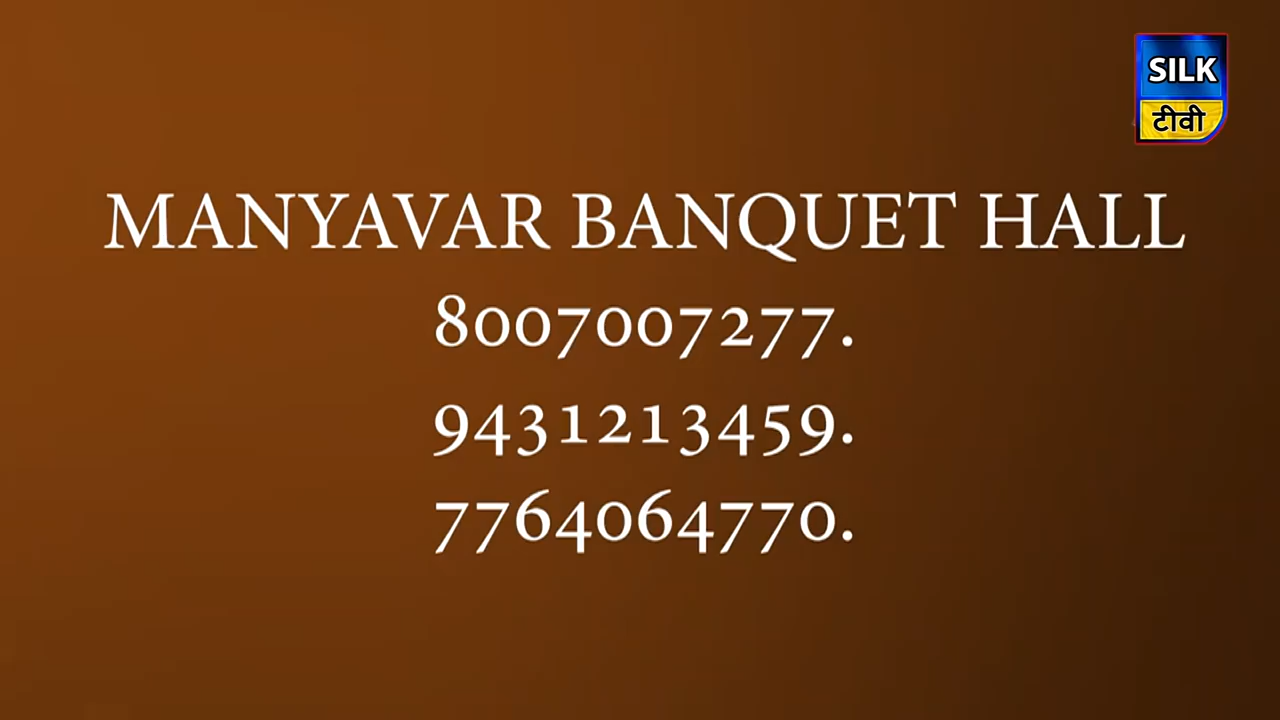 SILK
टीवी
MANYAVAR BANQUET HALL
8007007277.
9431213459.
7764064770.